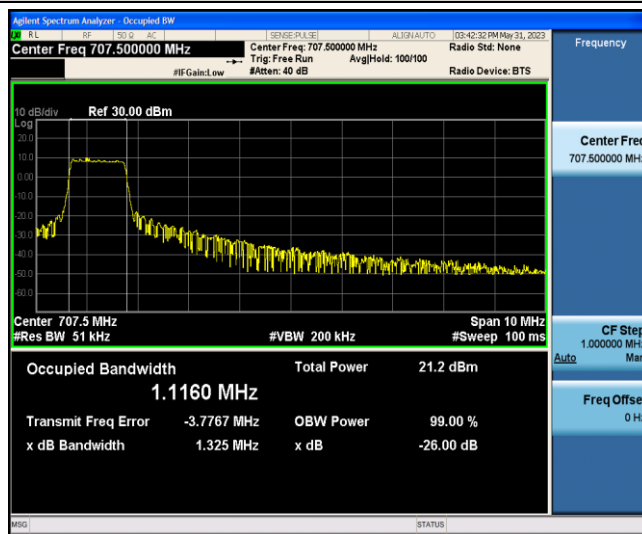 Agilent Spectrum Analyzer - Occupied BW
RL RF 50 Ω AC SENSE:PULSE ALIGNAUTO 03:42:32 PM May 31, 2023
Center Freq 707.500000 MHz Center Freq: 707.500000 MHz Radio Std: None Frequency
Trig: Free Run Avg|Hold: 100/100
#IFGain:Low #Atten: 40 dB Radio Device: BTS
10 dB/div Ref 30.00 dBm
Log
20.0
10.0
0.00
-10.0
-20.0
-30.0
-40.0
-50.0
-60.0
Center Freq
707.500000 MHz
Center 707.5 MHz Span 10 MHz
#Res BW 51 kHz #VBW 200 kHz #Sweep 100 ms
CF Step
1.000000 MHz
Auto Man
Occupied Bandwidth Total Power 21.2 dBm
1.1160 MHz
Transmit Freq Error -3.7767 MHz OBW Power 99.00 %
x dB Bandwidth 1.325 MHz x dB -26.00 dB
Freq Offse
0 Hz
MSG STATUS